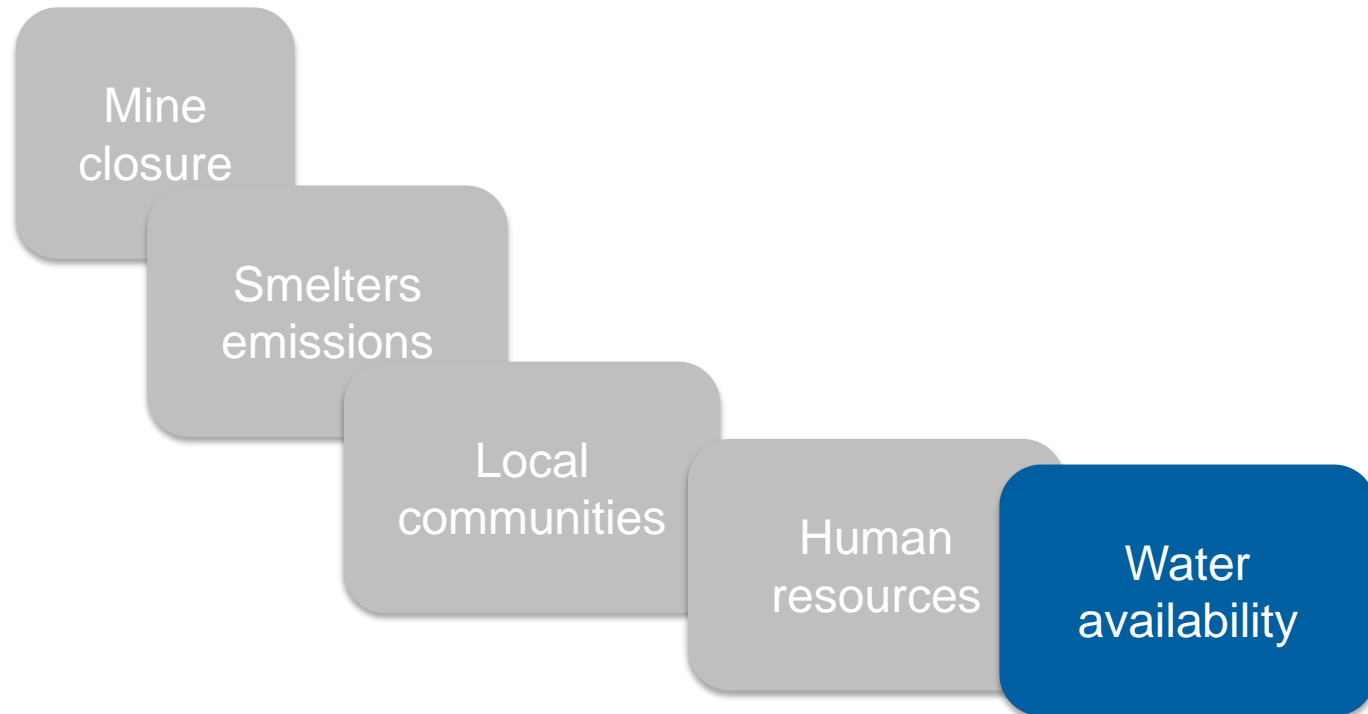 Mine
closure
Smelters
emissions
Local
communities
Human
resources
Water
availability